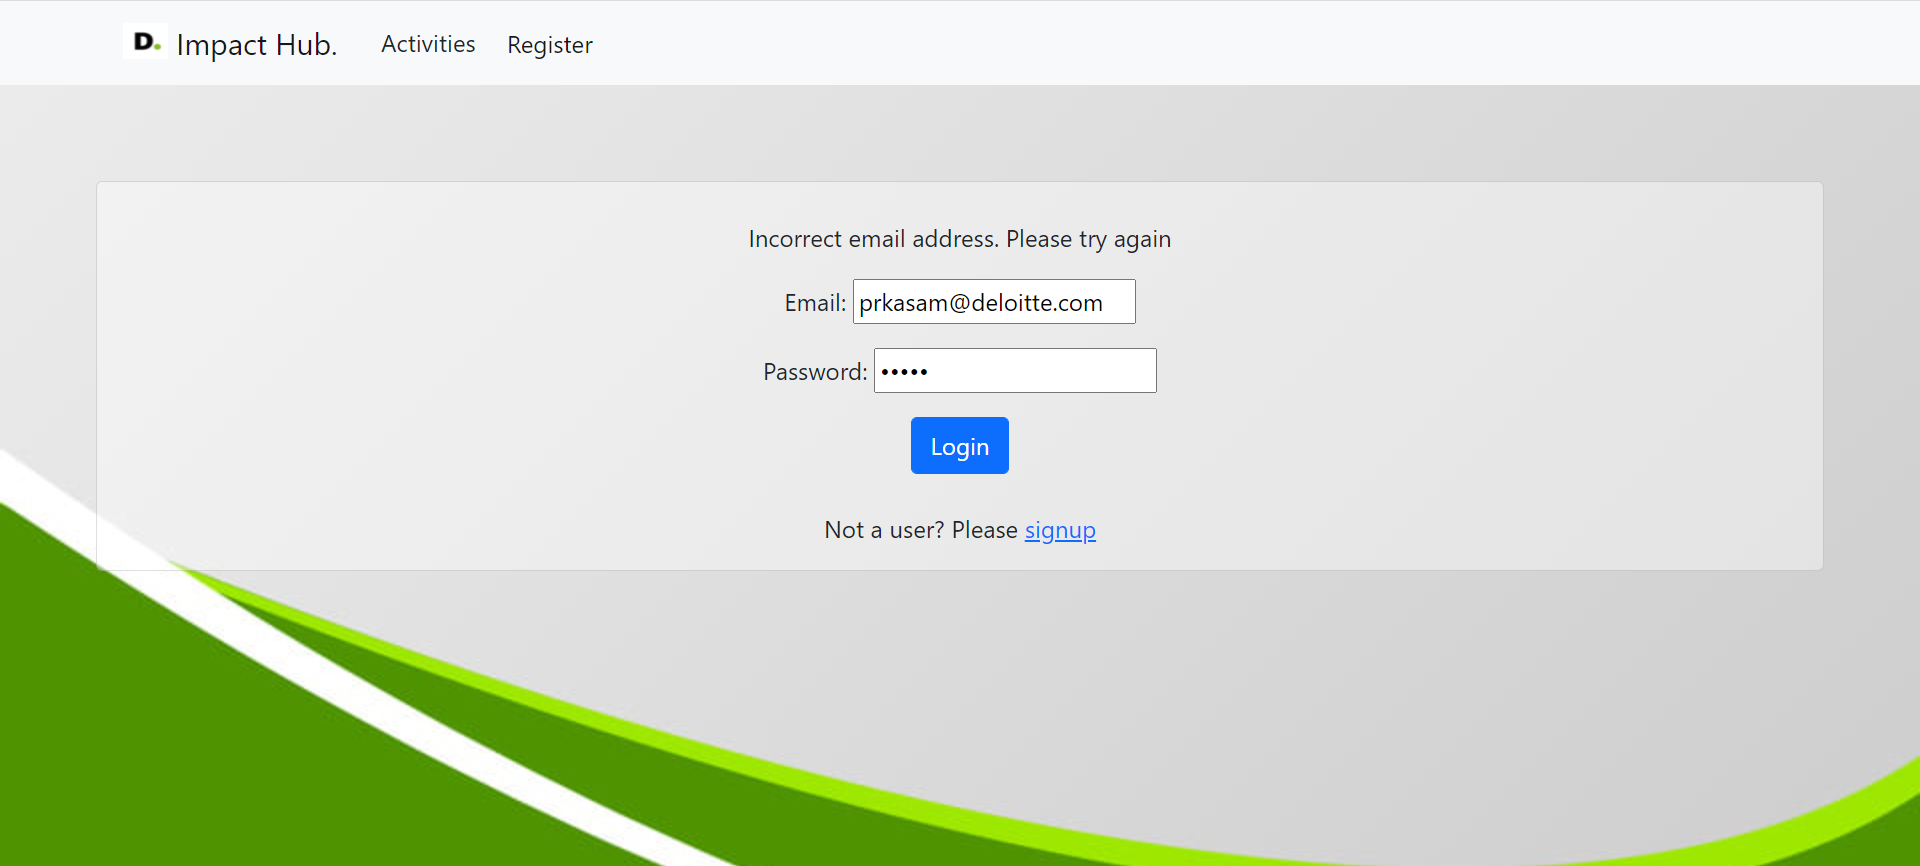 D. Impact Hub. Activities Register
Incorrect email address. Please try again
Email: prkasam@deloitte.com
Password: •••••
Login
Not a user? Please signup